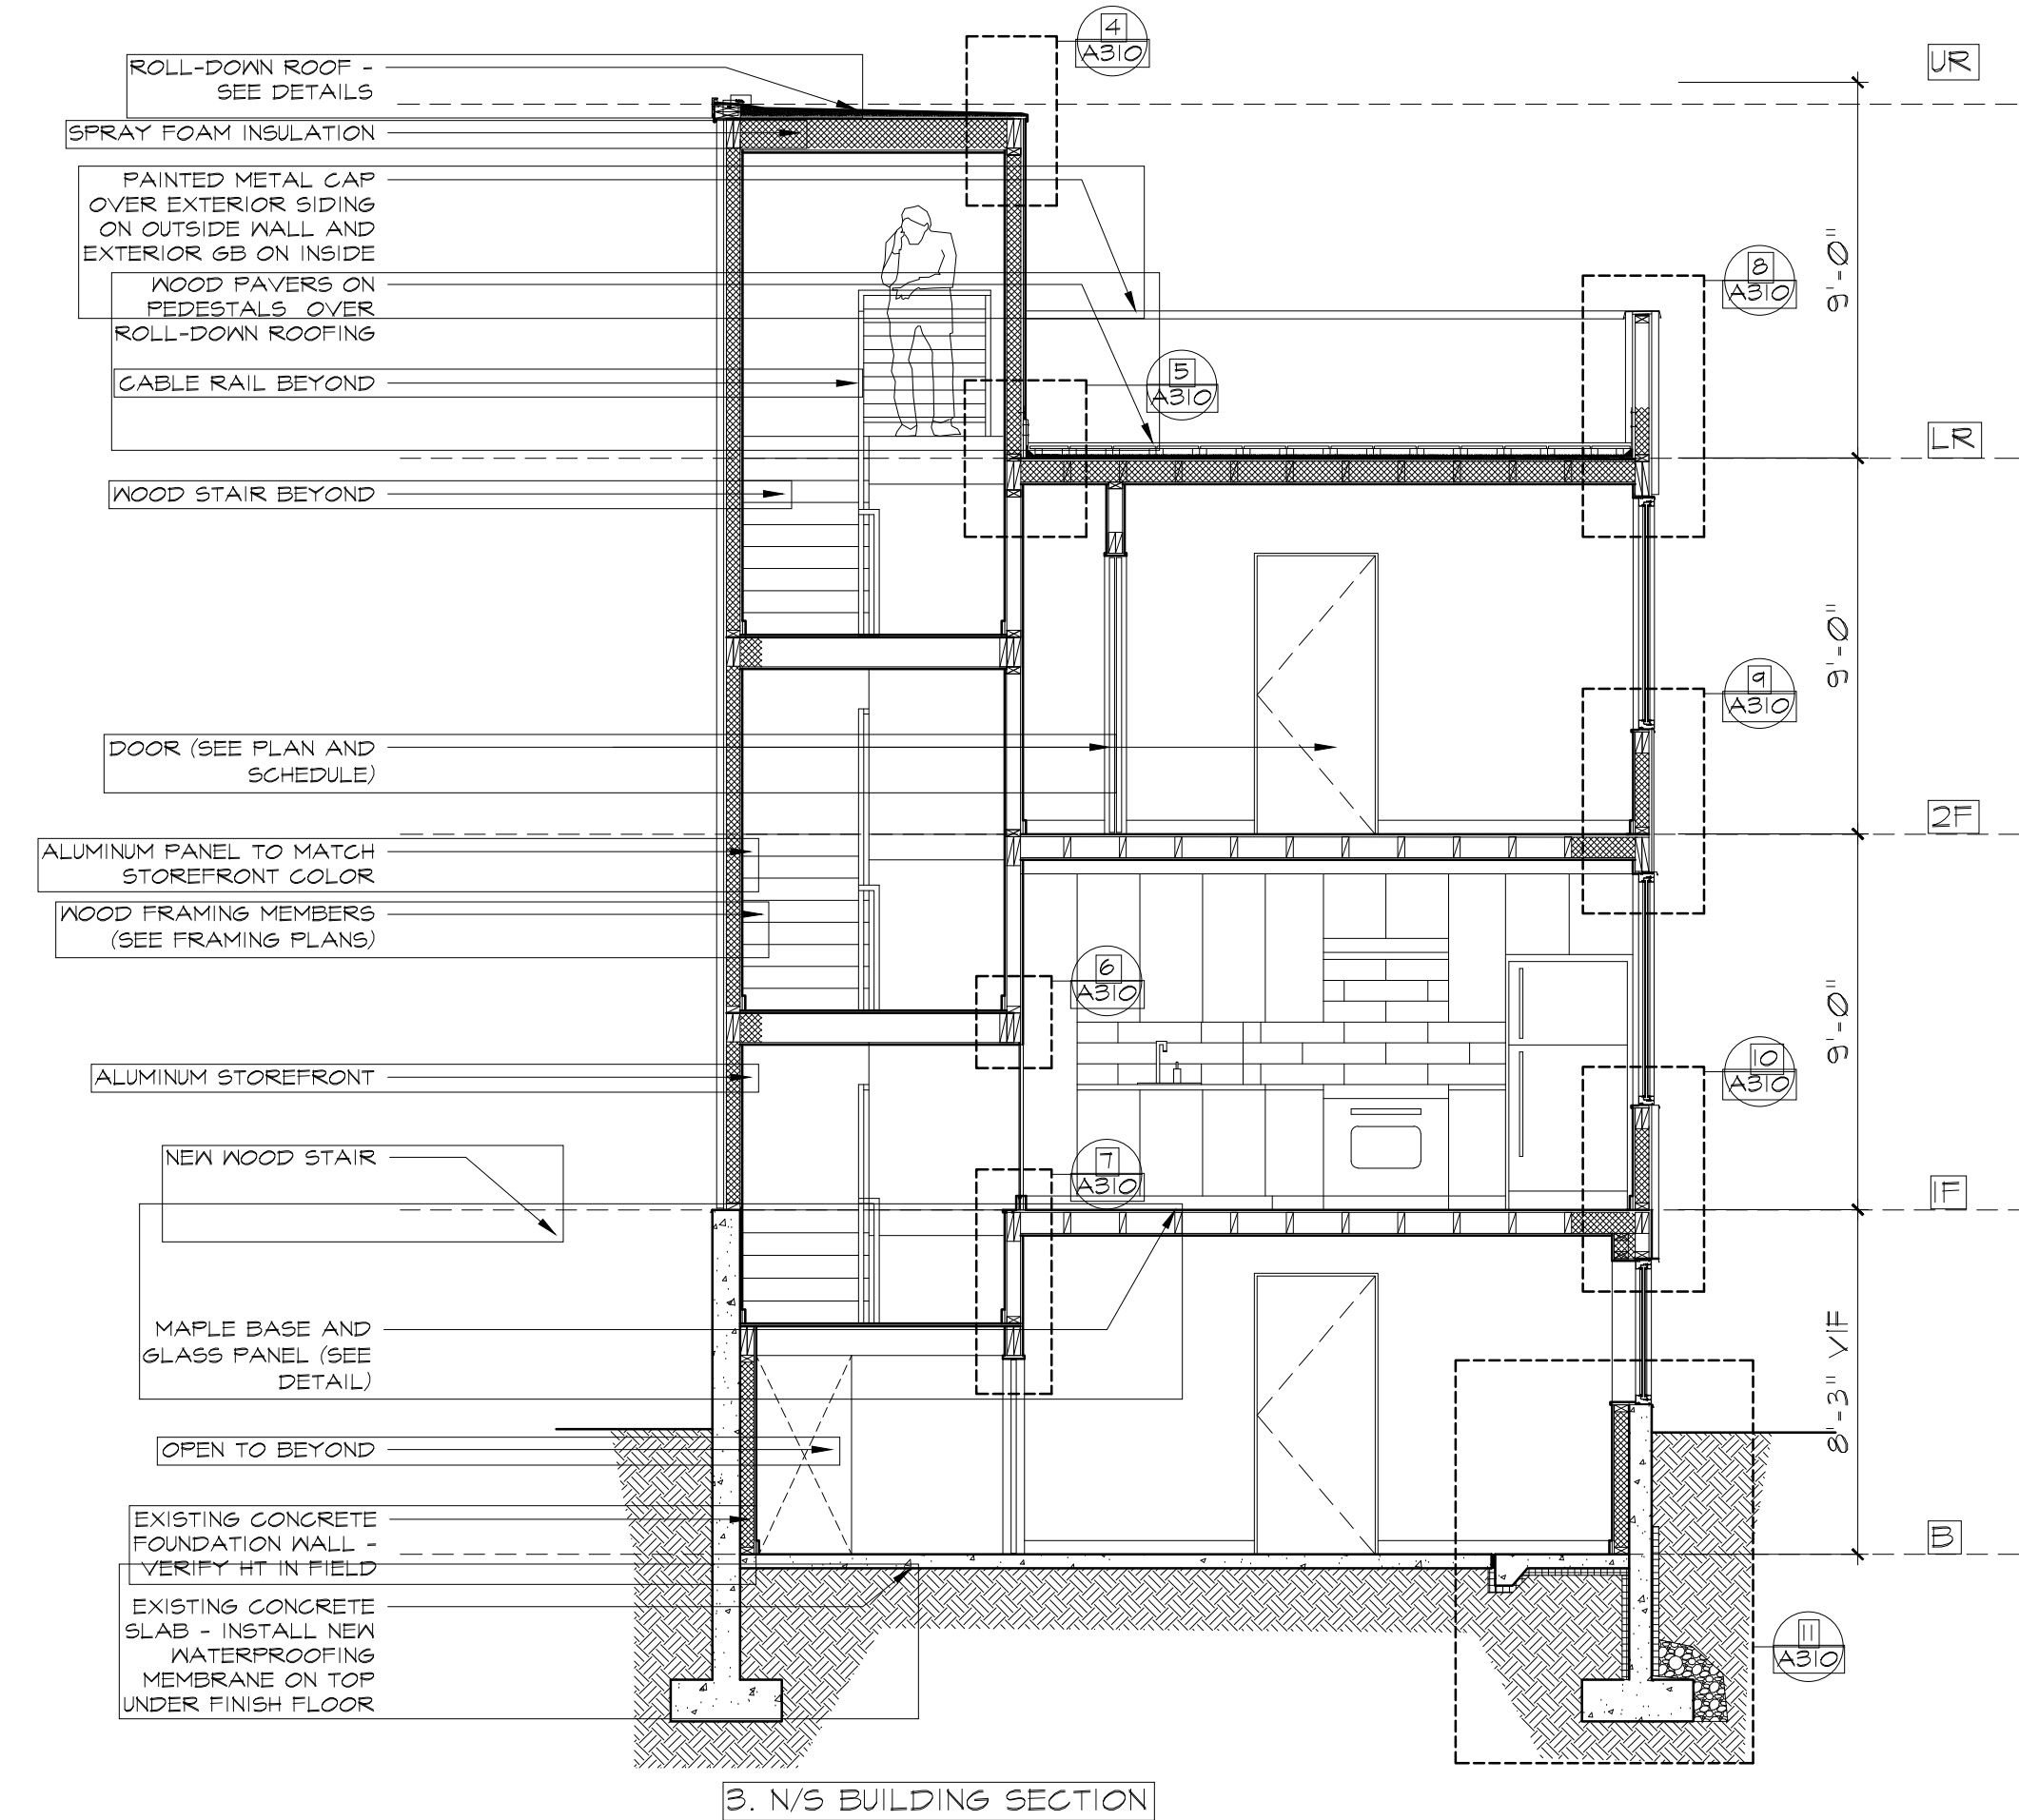 ROLL-DOWN ROOF -
SEE DETAILS
SPRAY FOAM INSULATION
PAINTED METAL CAP
OVER EXTERIOR SIDING
ON OUTSIDE WALL AND
EXTERIOR GB ON INSIDE
WOOD PAVERS ON
PEDESTALS OVER
ROLL-DOWN ROOFING
CABLE RAIL BEYOND
WOOD STAIR BEYOND
DOOR (SEE PLAN AND
SCHEDULE)
ALUMINUM PANEL TO MATCH
STOREFRONT COLOR
WOOD FRAMING MEMBERS
(SEE FRAMING PLANS)
ALUMINUM STOREFRONT
NEW WOOD STAIR
MAPLE BASE AND
GLASS PANEL (SEE
DETAIL)
OPEN TO BEYOND
EXISTING CONCRETE
FOUNDATION WALL -
VERIFY HT IN FIELD
EXISTING CONCRETE
SLAB - INSTALL NEW
WATERPROOFING
MEMBRANE ON TOP
UNDER FINISH FLOOR
4
A310
5
A310
6
A310
7
A310
8
A310
9
A310
10
A310
11
A310
9'-0"
9'-0"
9'-0"
8'-3" VIF
UR
LR
2F
1F
B
3. N/S BUILDING SECTION